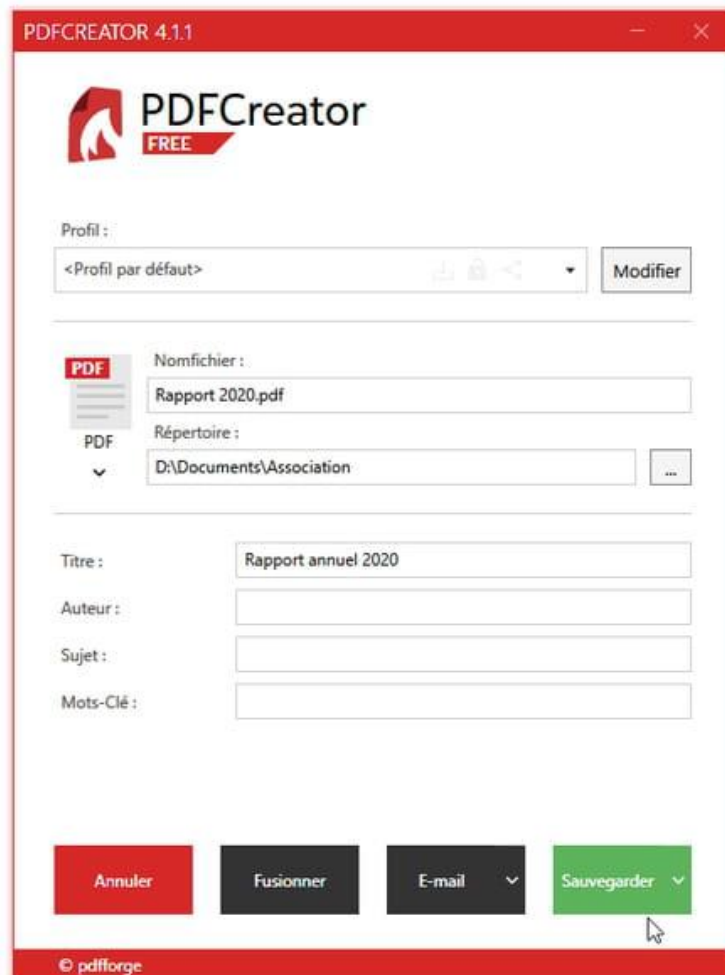 PDFCREATOR 4.1.1
PDFCreator
FREE
Profil :
<Profil par défaut>
Modifier
PDF
Nomfichier :
Rapport 2020.pdf
PDF
Répertoire :
D:\Documents\Association
...
Titre :
Rapport annuel 2020
Auteur :
Sujet :
Mots-Clé :
Annuler
Fusionner
E-mail
Sauvegarder
© pdfforge